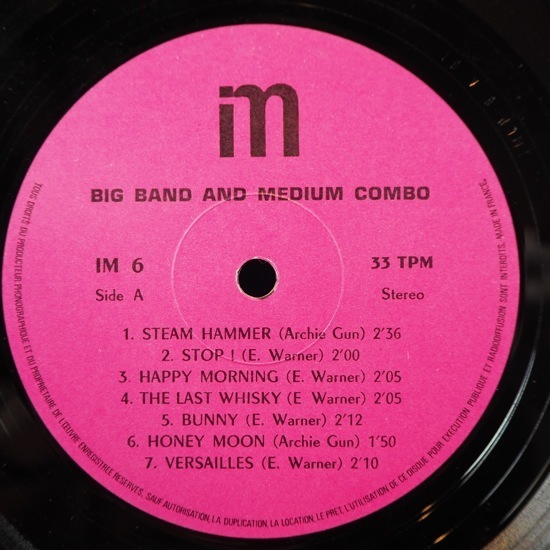 im
BIG BAND AND MEDIUM COMBO
IM 6
33 TPM
Side A
Stereo
1. STEAM HAMMER (Archie Gun) 2'36
2. STOP ! (E. Warner) 2'00
3. HAPPY MORNING (E. Warner) 2'05
4. THE LAST WHISKY (E. Warner) 2'05
5. BUNNY (E. Warner) 2'12
6. HONEY MOON (Archie Gun) 1'50
7. VERSAILLES (E. Warner) 2'10
TOUS DROITS DU PRODUCTEUR PHONOGRAPHIQUE ET DU PROPRIETAIRE DE L'ŒUVRE ENREGISTREE RESERVES. SAUF AUTORISATION, LA DUPLICATION, LA LOCATION, LE PRET, L'UTILISATION DE CE DISQUE POUR EXECUTION PUBLIQUE ET RADIODIFFUSION SONT INTERDITS. MADE IN FRANCE.